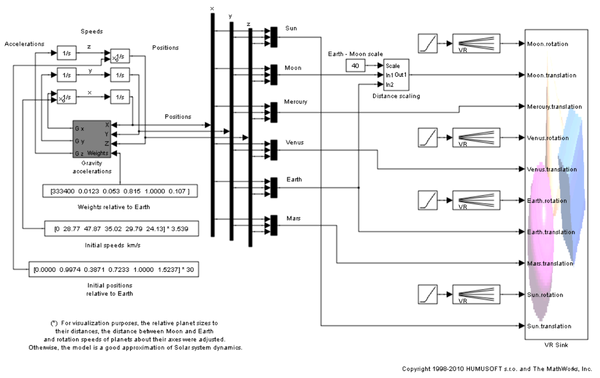 Speeds
Accelerations
z
1/s
1/s
xo
Positions
1/s
y
1/s
1/s
xo
x
1/s
Positions
G x
G y
G z
X
Y
Z
Weights
Gravity
accelerations
[333400 0.0123 0.053 0.815 1.0000 0.107 ]
Weights relative to Earth
[0 28.77 47.87 35.02 29.79 24.13] * 3.539
Initial speeds km/s
[0.0000 0.9974 0.3871 0.7233 1.0000 1.5237] * 30
Initial positions
relative to Earth
(*) For visualization purposes, the relative planet sizes to
their distances, the distance between Moon and Earth
and rotation speeds of planets about their axes were adjusted.
Otherwise, the model is a good approximation of Solar system dynamics.
x
y
z
Sun
Moon
Mercury
Venus
Earth
Mars
Earth - Moon scale
40
Scale
In1
In2
Out1
Distance scaling
VR
VR
VR
VR
Moon.rotation
Moon.translation
Mercury.translation
Venus.rotation
Venus.translation
Earth.rotation
Earth.translation
Mars.translation
Sun.rotation
Sun.translation
VR Sink
Copyright 1998-2010 HUMUSOFT s.r.o. and The MathWorks, Inc.